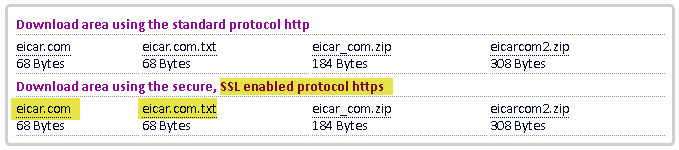 Download area using the standard protocol http
eicar.com eicar.com.txt eicar_com.zip eicarcom2.zip
68 Bytes 68 Bytes 184 Bytes 308 Bytes
Download area using the secure, SSL enabled protocol https
eicar.com eicar.com.txt eicar_com.zip eicarcom2.zip
68 Bytes 68 Bytes 184 Bytes 308 Bytes